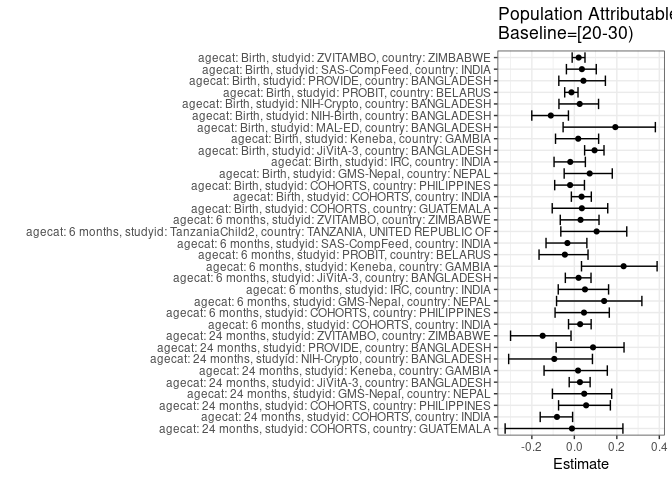 Population Attributable
Baseline=[20-30)
agecat: Birth, studyid: ZVITAMBO, country: ZIMBABWE
agecat: Birth, studyid: SAS-CompFeed, country: INDIA
agecat: Birth, studyid: PROVIDE, country: BANGLADESH
agecat: Birth, studyid: PROBIT, country: BELARUS
agecat: Birth, studyid: NIH-Crypto, country: BANGLADESH
agecat: Birth, studyid: NIH-Birth, country: BANGLADESH
agecat: Birth, studyid: MAL-ED, country: BANGLADESH
agecat: Birth, studyid: Keneba, country: GAMBIA
agecat: Birth, studyid: JiVitA-3, country: BANGLADESH
agecat: Birth, studyid: IRC, country: INDIA
agecat: Birth, studyid: GMS-Nepal, country: NEPAL
agecat: Birth, studyid: COHORTS, country: PHILIPPINES
agecat: Birth, studyid: COHORTS, country: INDIA
agecat: Birth, studyid: COHORTS, country: GUATEMALA
agecat: 6 months, studyid: ZVITAMBO, country: ZIMBABWE
agecat: 6 months, studyid: TanzaniaChild2, country: TANZANIA, UNITED REPUBLIC OF
agecat: 6 months, studyid: SAS-CompFeed, country: INDIA
agecat: 6 months, studyid: PROBIT, country: BELARUS
agecat: 6 months, studyid: Keneba, country: GAMBIA
agecat: 6 months, studyid: JiVitA-3, country: BANGLADESH
agecat: 6 months, studyid: IRC, country: INDIA
agecat: 6 months, studyid: GMS-Nepal, country: NEPAL
agecat: 6 months, studyid: COHORTS, country: PHILIPPINES
agecat: 6 months, studyid: COHORTS, country: INDIA
agecat: 24 months, studyid: ZVITAMBO, country: ZIMBABWE
agecat: 24 months, studyid: PROVIDE, country: BANGLADESH
agecat: 24 months, studyid: NIH-Crypto, country: BANGLADESH
agecat: 24 months, studyid: Keneba, country: GAMBIA
agecat: 24 months, studyid: JiVitA-3, country: BANGLADESH
agecat: 24 months, studyid: GMS-Nepal, country: NEPAL
agecat: 24 months, studyid: COHORTS, country: PHILIPPINES
agecat: 24 months, studyid: COHORTS, country: INDIA
agecat: 24 months, studyid: COHORTS, country: GUATEMALA
-0.2 0.0 0.2 0.4
Estimate